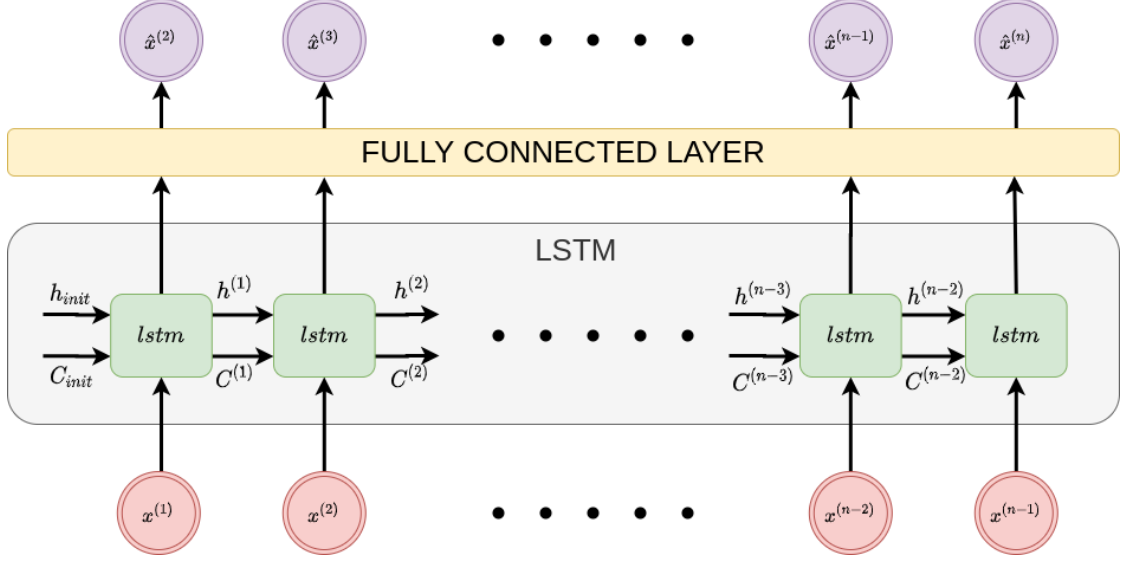 x̂^(2) x̂^(3) x̂^(n-1) x̂^(n)
FULLY CONNECTED LAYER
LSTM
h_init h^(1) h^(2) h^(n-3) h^(n-2)
lstm lstm lstm lstm
C_init C^(1) C^(2) C^(n-3) C^(n-2)
x^(1) x^(2) x^(n-2) x^(n-1)